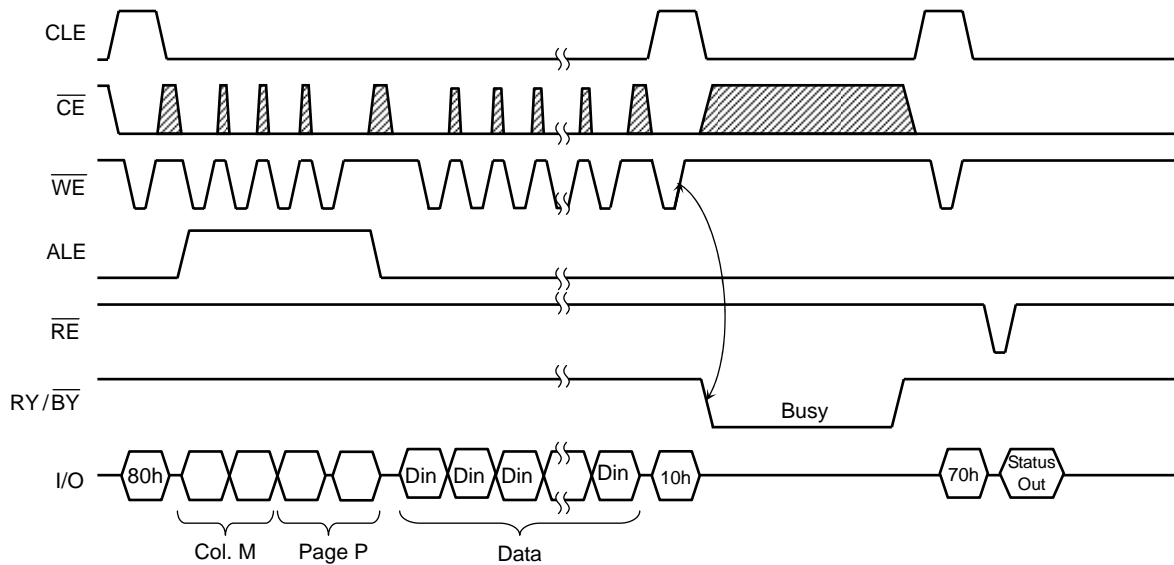 CLE
CE
WE
ALE
RE
RY/BY
Busy
I/O
80h
Din
Din
Din
Din
10h
70h
Status
Out
Col. M
Page P
Data